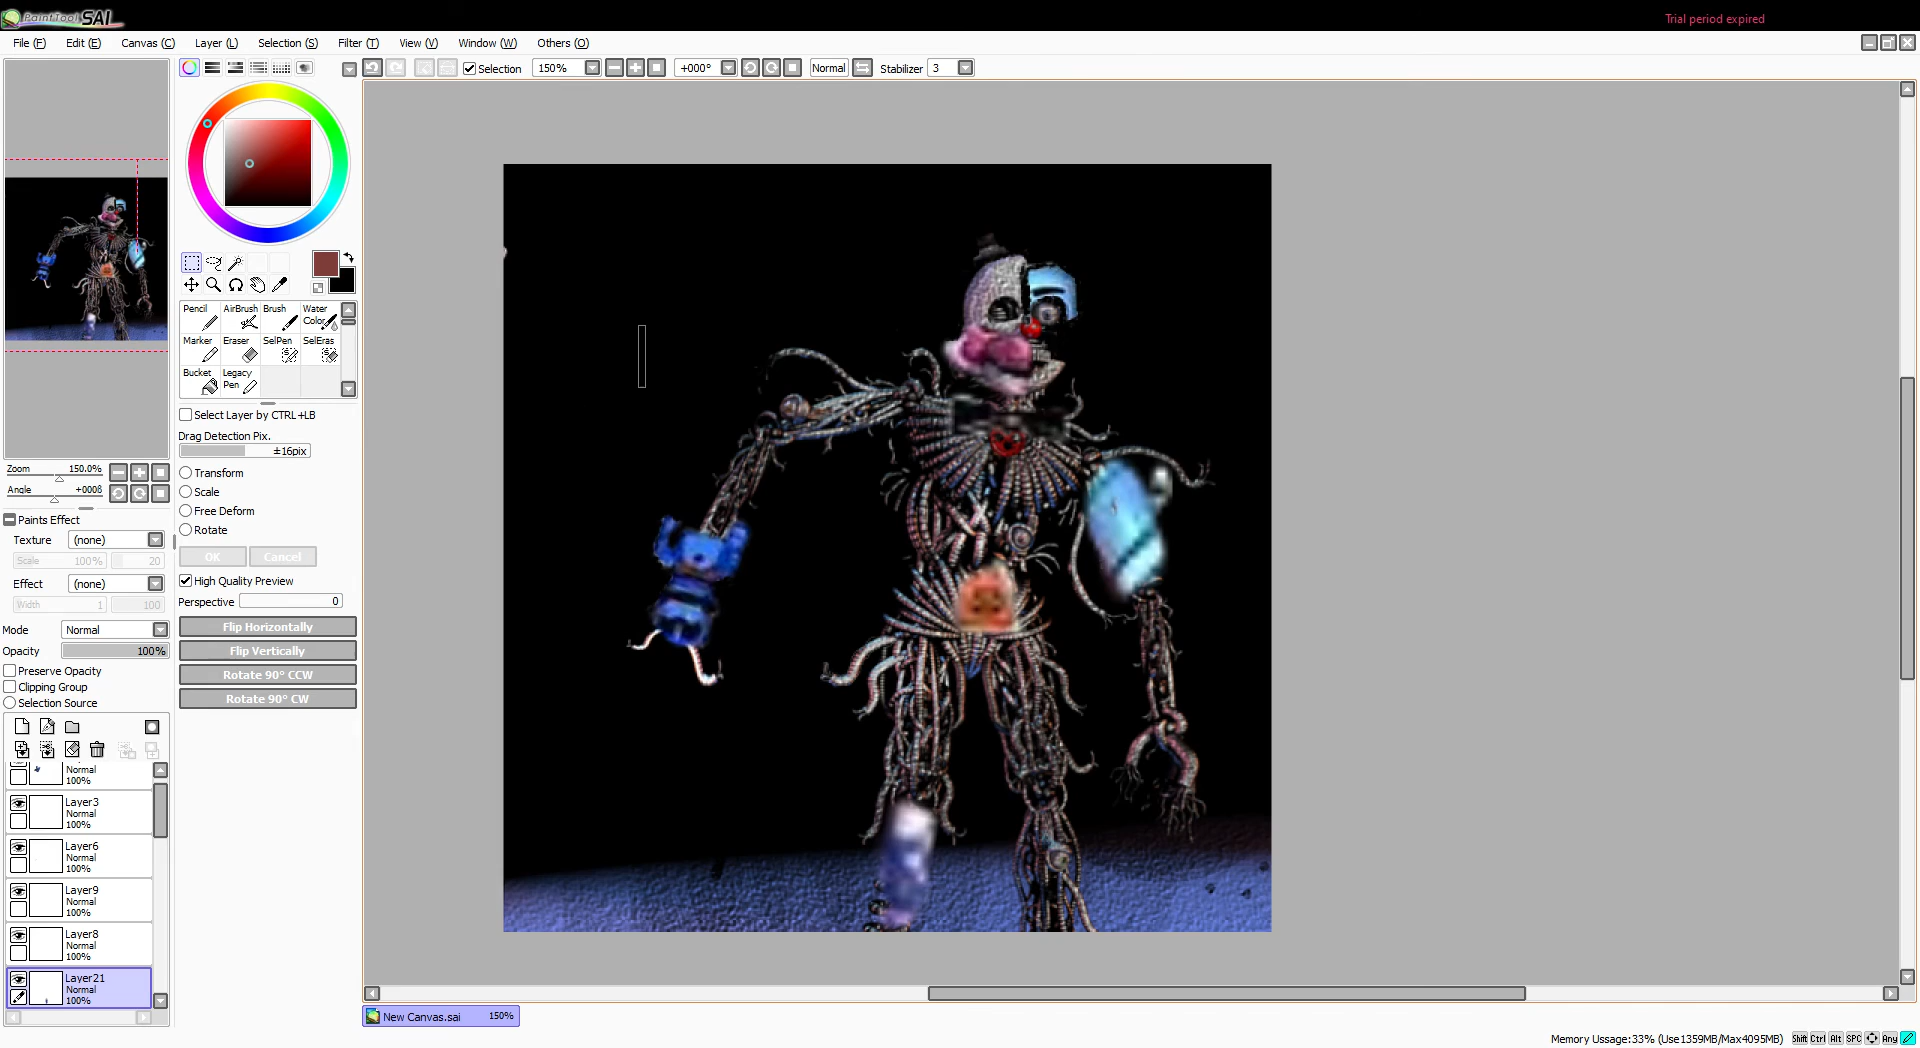 PaintTool SAI
Trial period expired
File (F) Edit (E) Canvas (C) Layer (L) Selection (S) Filter (T) View (V) Window (W) Others (O)
Selection 150% +000° Normal Stabilizer 3
Pencil AirBrush Brush Water Color
Marker Eraser SelPen SelEras
Bucket Legacy Pen
Select Layer by CTRL+LB
Drag Detection Pix.
±16pix
Transform
Scale
Free Deform
Rotate
OK Cancel
High Quality Preview
Perspective 0
Flip Horizontally
Flip Vertically
Rotate 90° CCW
Rotate 90° CW
Zoom 150.0%
Angle +000ß
Paints Effect
Texture (none)
Scale 100% 20
Effect (none)
Width 1 100
Mode Normal
Opacity 100%
Preserve Opacity
Clipping Group
Selection Source
Normal
100%
Layer3
Normal
100%
Layer6
Normal
100%
Layer9
Normal
100%
Layer8
Normal
100%
Layer21
Normal
100%
New Canvas.sai 150%
Memory Ussage:33% (Use1359MB/Max4095MB) Shift Ctrl Alt SPC Any